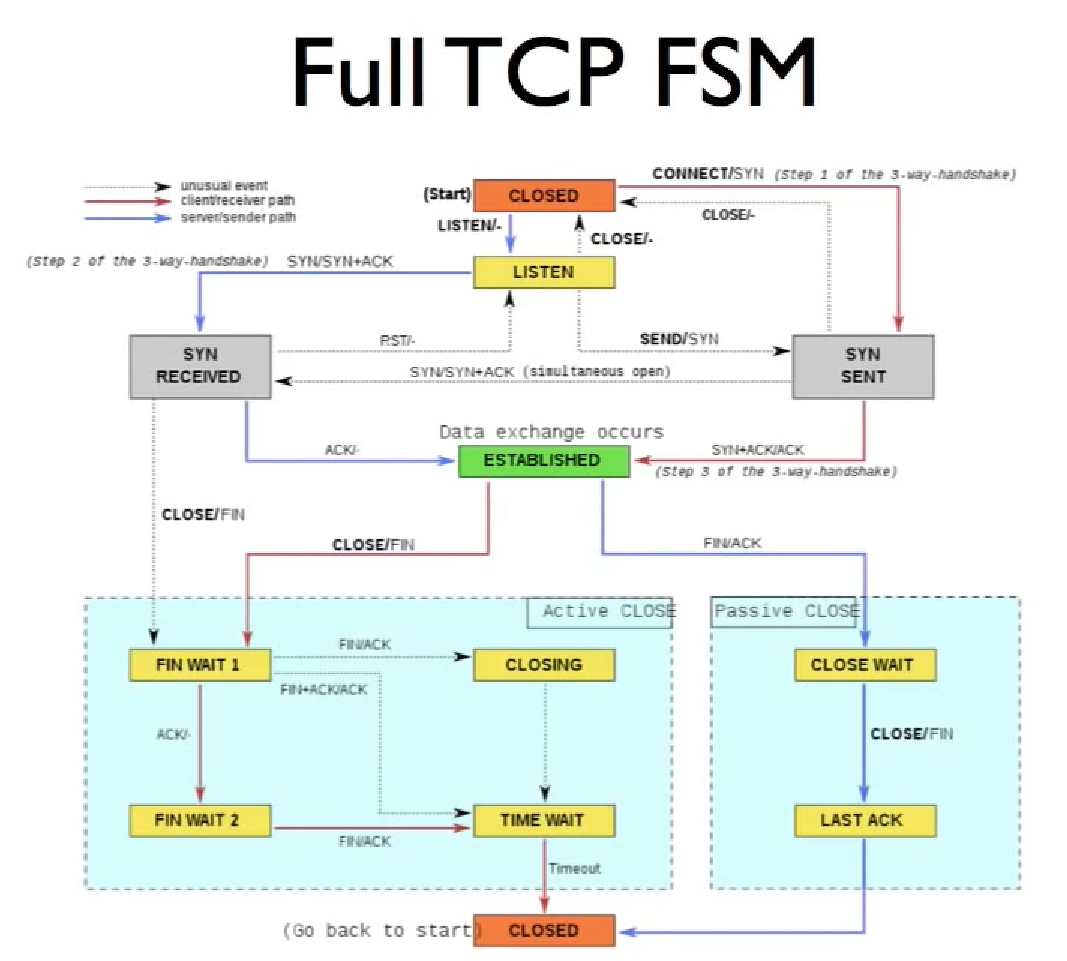 Full TCP FSM
unusual event
client/receiver path
server/sender path
(Start)
CLOSED
CONNECT/SYN (Step 1 of the 3-way-handshake)
CLOSE/-
LISTEN/-
CLOSE/-
(Step 2 of the 3-way-handshake) SYN/SYN+ACK
LISTEN
SYN
RECEIVED
RST/-
SEND/SYN
SYN
SENT
SYN/SYN+ACK (simultaneous open)
Data exchange occurs
ACK/-
ESTABLISHED
SYN+ACK/ACK
(Step 3 of the 3-way-handshake)
CLOSE/FIN
CLOSE/FIN
FIN/ACK
Active CLOSE
Passive CLOSE
FIN WAIT 1
FIN/ACK
CLOSING
CLOSE WAIT
FIN+ACK/ACK
ACK/-
CLOSE/FIN
FIN WAIT 2
TIME WAIT
LAST ACK
FIN/ACK
Timeout
(Go back to start)
CLOSED